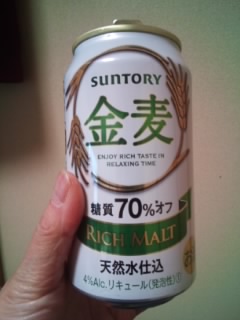 SUNTORY
金麦
ENJOY RICH TASTE IN
RELAXING TIME
糖質70%オフ
RICH MALT
天然水仕込
4%Alc. リキュール(発泡性)①
お